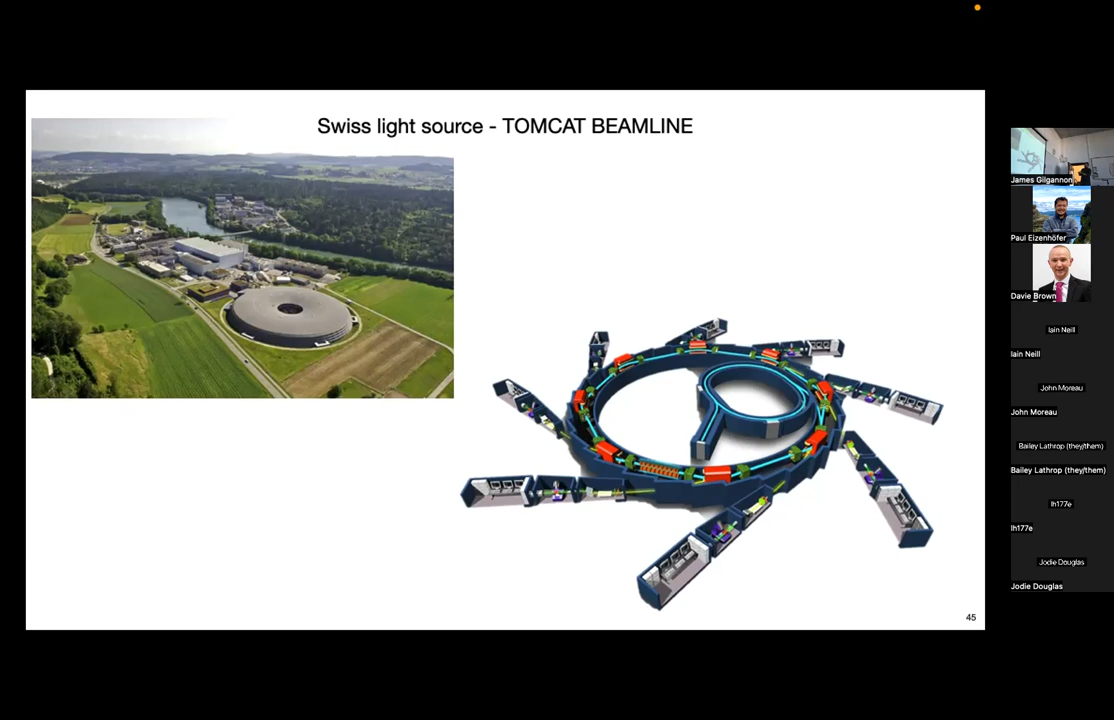 Swiss light source - TOMCAT BEAMLINE
45
James Gilgannon
Paul Eizenhöfer
Davie Brown
Iain Neill
Iain Neill
John Moreau
John Moreau
Bailey Lathrop (they/them)
Bailey Lathrop (they/them)
lh177e
lh177e
Jodie Douglas
Jodie Douglas